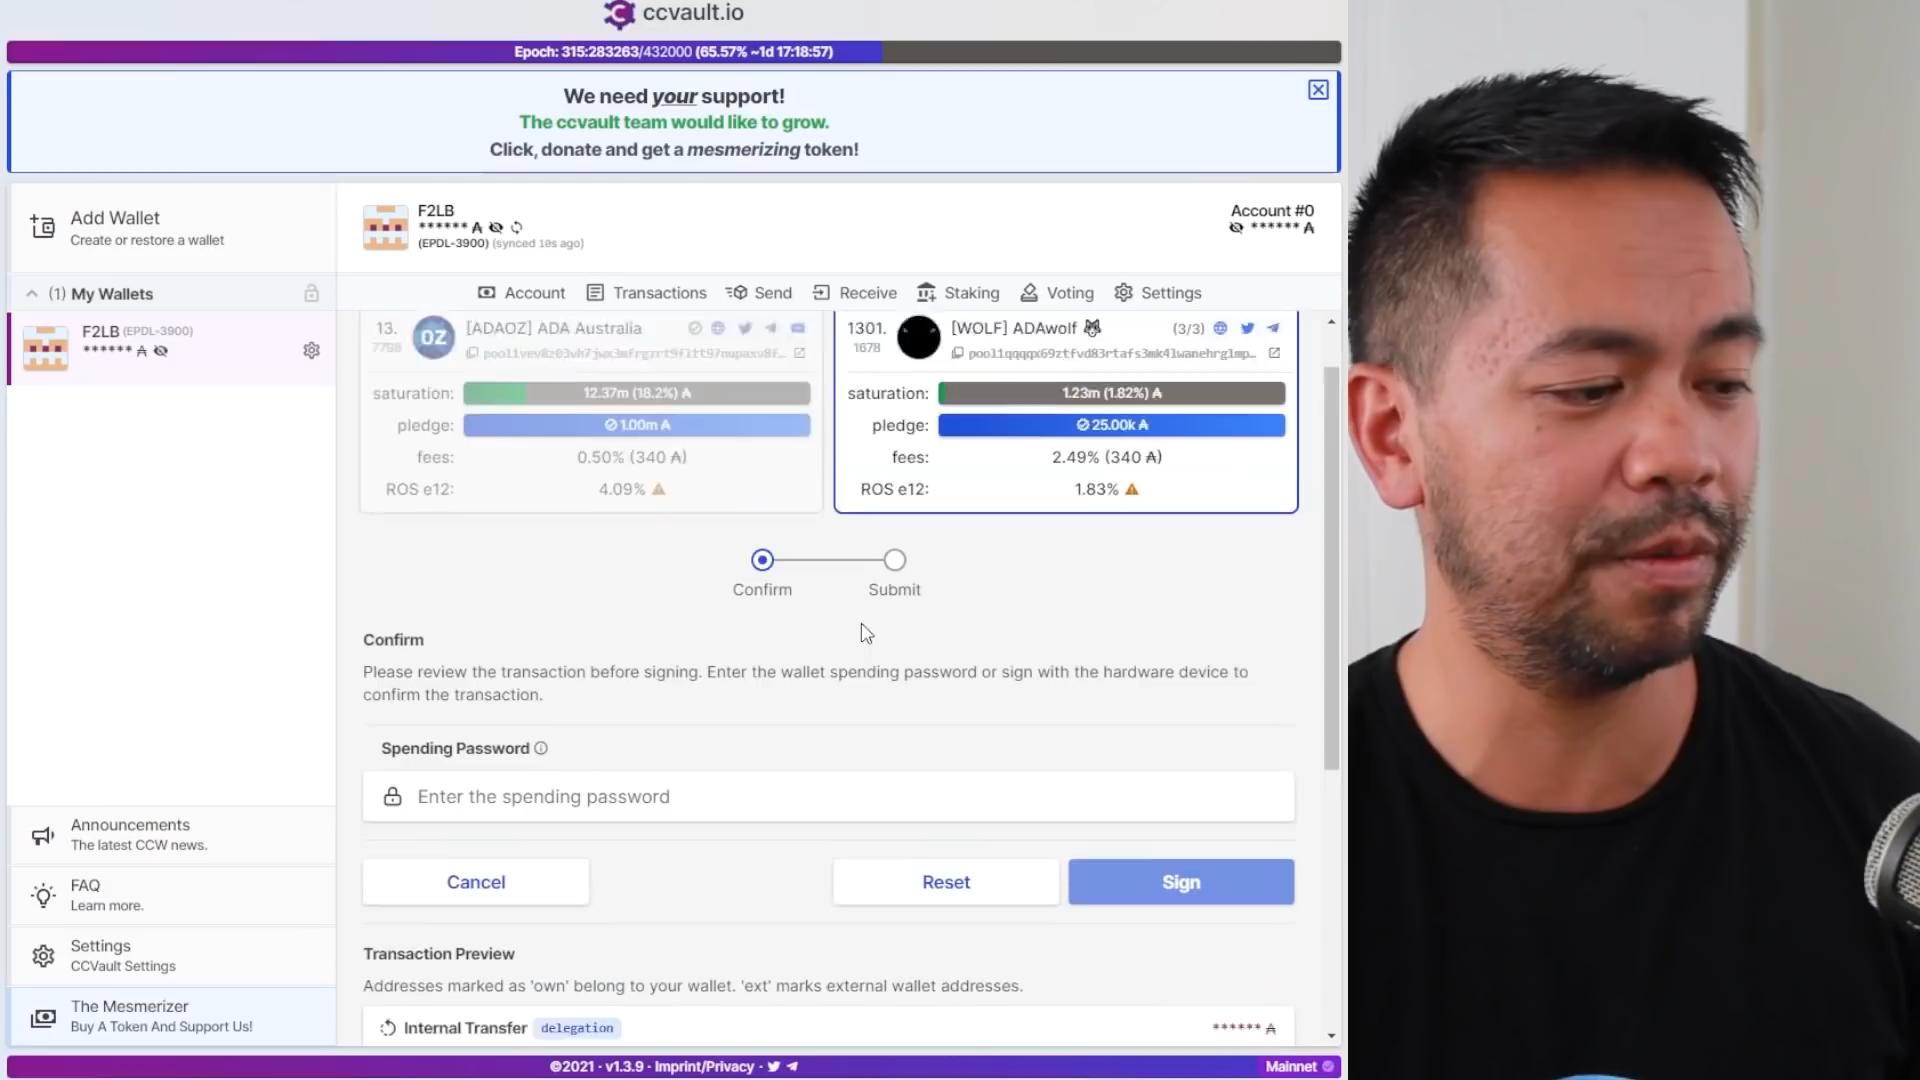 ccvault.io
Epoch: 315:283263/432000 (65.57% ~1d 17:18:57)
We need your support!
The ccvault team would like to grow.
Click, donate and get a mesmerizing token!
Add Wallet
Create or restore a wallet
F2LB
****** ₳
(EPDL-3900) (synced 10s ago)
Account #0
****** ₳
(1) My Wallets
F2LB (EPDL-3900)
****** ₳
Account Transactions Send Receive Staking Voting Settings
13. [ADAOZ] ADA Australia
7798
OZ
saturation: 12.37m (18.2%) ₳
pledge: 1.00m ₳
fees: 0.50% (340 ₳)
ROS e12: 4.09%
1301. [WOLF] ADAwolf 🐺 (3/3)
1678
saturation: 1.23m (1.82%) ₳
pledge: 25.00k ₳
fees: 2.49% (340 ₳)
ROS e12: 1.83%
Confirm Submit
Confirm
Please review the transaction before signing. Enter the wallet spending password or sign with the hardware device to
confirm the transaction.
Spending Password
Enter the spending password
Cancel Reset Sign
Transaction Preview
Addresses marked as 'own' belong to your wallet. 'ext' marks external wallet addresses.
Internal Transfer delegation ****** ₳
Announcements
The latest CCW news.
FAQ
Learn more.
Settings
CCVault Settings
The Mesmerizer
Buy A Token And Support Us!
©2021 · v1.3.9 · Imprint/Privacy ·
Mainnet